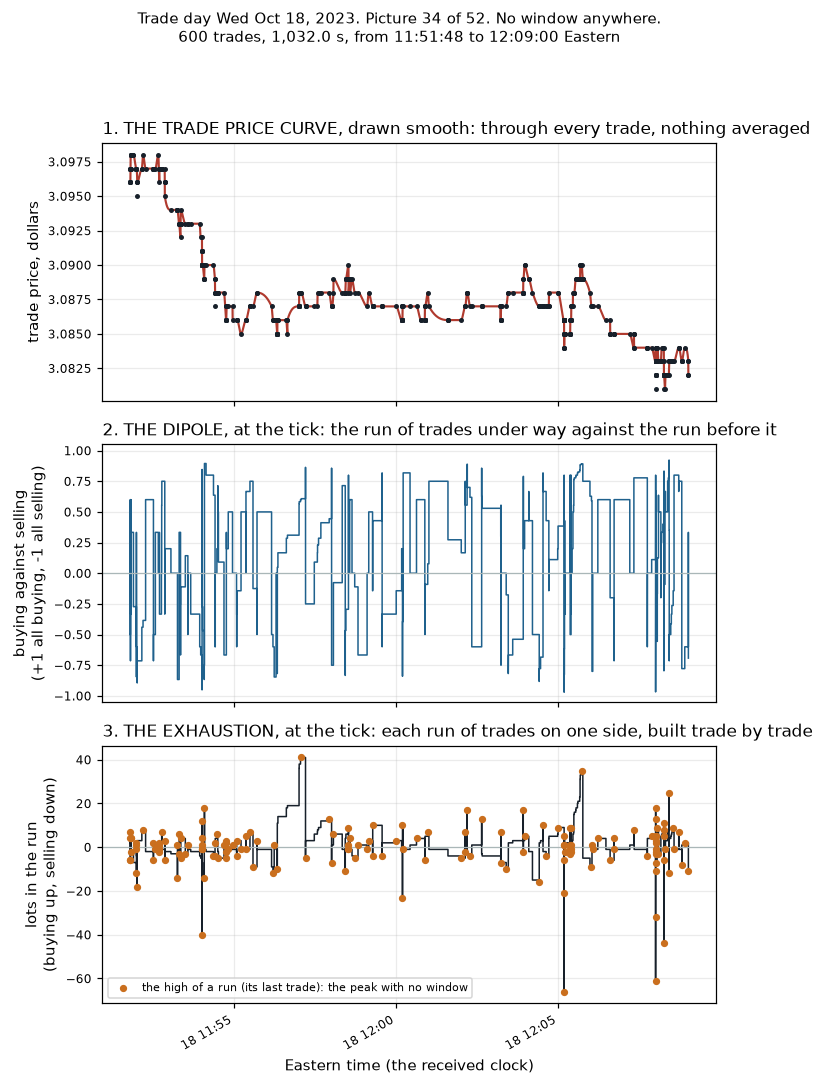 Trade day Wed Oct 18, 2023. Picture 34 of 52. No window anywhere.
600 trades, 1,032.0 s, from 11:51:48 to 12:09:00 Eastern
1. THE TRADE PRICE CURVE, drawn smooth: through every trade, nothing averaged
trade price, dollars
3.0975
3.0950
3.0925
3.0900
3.0875
3.0850
3.0825
2. THE DIPOLE, at the tick: the run of trades under way against the run before it
buying against selling
(+1 all buying, -1 all selling)
1.00
0.75
0.50
0.25
0.00
−0.25
−0.50
−0.75
−1.00
3. THE EXHAUSTION, at the tick: each run of trades on one side, built trade by trade
lots in the run
(buying up, selling down)
40
20
0
−20
−40
−60
the high of a run (its last trade): the peak with no window
18 11:55
18 12:00
18 12:05
Eastern time (the received clock)